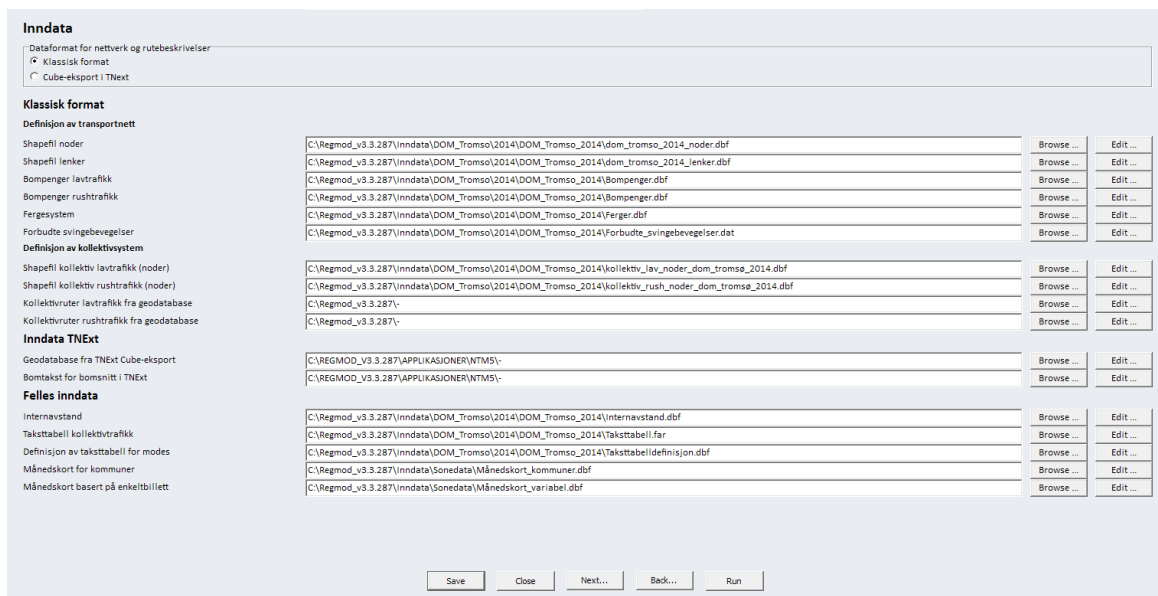 Inndata
Dataformat for nettverk og rutebeskrivelser
Klassisk format
Cube-eksport i TNext
Klassisk format
Definisjon av transportnett
Shapefil noder C:\Regmod_v3.3.287\Inndata\DOM_Tromso\2014\DOM_Tromso_2014\dom_tromso_2014_noder.dbf Browse ... Edit ...
Shapefil lenker C:\Regmod_v3.3.287\Inndata\DOM_Tromso\2014\DOM_Tromso_2014\dom_tromso_2014_lenker.dbf Browse ... Edit ...
Bompenger lavtrafikk C:\Regmod_v3.3.287\Inndata\DOM_Tromso\2014\DOM_Tromso_2014\Bompenger.dbf Browse ... Edit ...
Bompenger rushtrafikk C:\Regmod_v3.3.287\Inndata\DOM_Tromso\2014\DOM_Tromso_2014\Bompenger.dbf Browse ... Edit ...
Fergesystem C:\Regmod_v3.3.287\Inndata\DOM_Tromso\2014\DOM_Tromso_2014\Ferger.dbf Browse ... Edit ...
Forbudte svingebevegelser C:\Regmod_v3.3.287\Inndata\DOM_Tromso\2014\DOM_Tromso_2014\Forbudte_svingebevegelser.dat Browse ... Edit ...
Definisjon av kollektivsystem
Shapefil kollektiv lavtrafikk (noder) C:\Regmod_v3.3.287\Inndata\DOM_Tromso\2014\DOM_Tromso_2014\kollektiv_lav_noder_dom_tromsø_2014.dbf Browse ... Edit ...
Shapefil kollektiv rushtrafikk (noder) C:\Regmod_v3.3.287\Inndata\DOM_Tromso\2014\DOM_Tromso_2014\kollektiv_rush_noder_dom_tromsø_2014.dbf Browse ... Edit ...
Kollektivruter lavtrafikk fra geodatabase C:\Regmod_v3.3.287\- Browse ... Edit ...
Kollektivruter rushtrafikk fra geodatabase C:\Regmod_v3.3.287\- Browse ... Edit ...
Inndata TNExt
Geodatabase fra TNExt Cube-eksport C:\REGMOD_V3.3.287\APPLIKASJONER\NTM5\- Browse ... Edit ...
Bomtakst for bomsnitt i TNExt C:\REGMOD_V3.3.287\APPLIKASJONER\NTM5\- Browse ... Edit ...
Felles inndata
Internavstand C:\Regmod_v3.3.287\Inndata\DOM_Tromso\2014\DOM_Tromso_2014\Internavstand.dbf Browse ... Edit ...
Taksttabell kollektivtrafikk C:\Regmod_v3.3.287\Inndata\DOM_Tromso\2014\DOM_Tromso_2014\Taksttabell.far Browse ... Edit ...
Definisjon av taksttabell for modes C:\Regmod_v3.3.287\Inndata\DOM_Tromso\2014\DOM_Tromso_2014\Taksttabelldefinisjon.dbf Browse ... Edit ...
Månedskort for kommuner C:\Regmod_v3.3.287\Inndata\Sonedata\Månedskort_kommuner.dbf Browse ... Edit ...
Månedskort basert på enkeltbillett C:\Regmod_v3.3.287\Inndata\Sonedata\Månedskort_variabel.dbf Browse ... Edit ...
Save Close Next... Back... Run